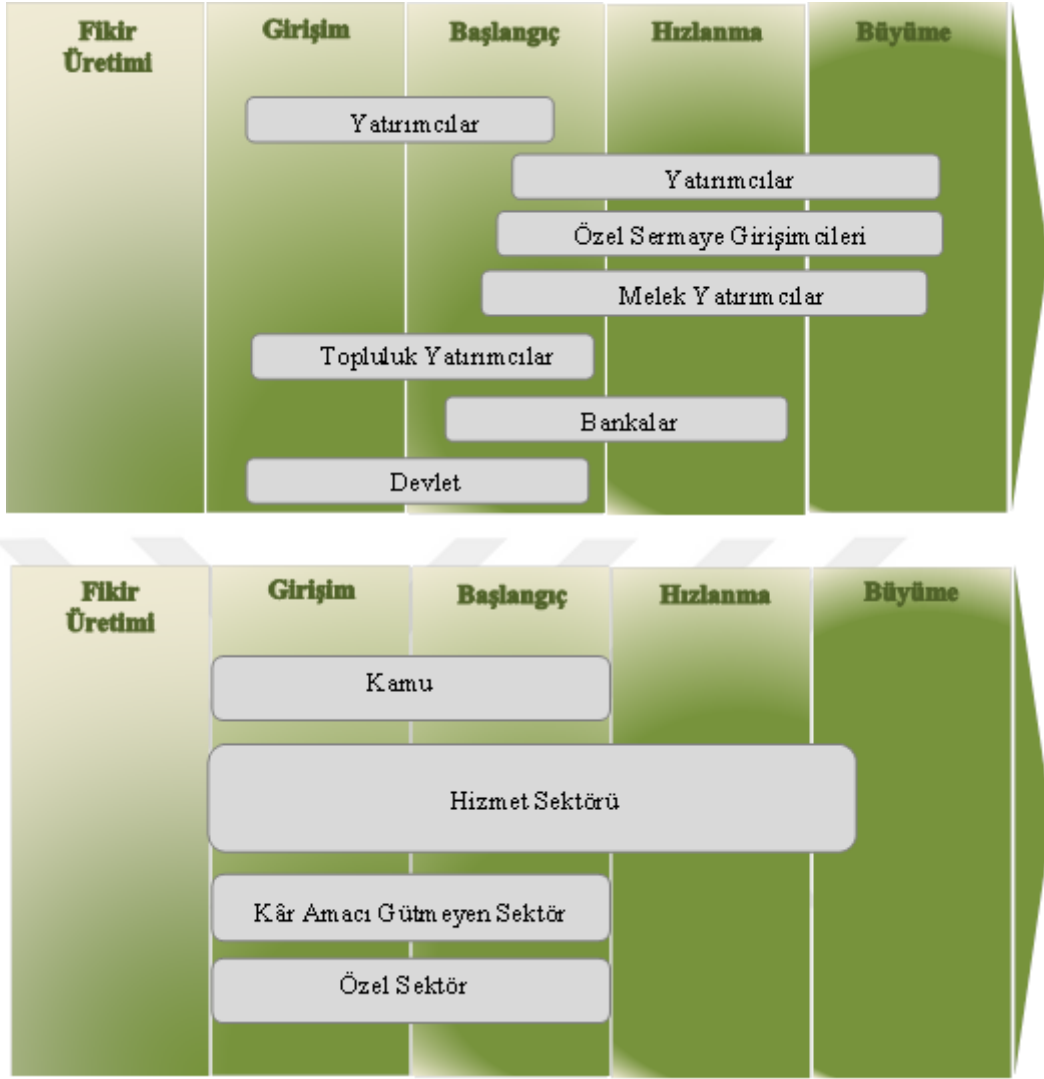 Fikir
Üretimi
Girişim
Başlangıç
Hızlanma
Büyüme
Yatırımcılar
Yatırımcılar
Özel Sermaye Girişimcileri
Melek Yatırımcılar
Topluluk Yatırımcılar
Bankalar
Devlet
Fikir
Üretimi
Girişim
Başlangıç
Hızlanma
Büyüme
Kamu
Hizmet Sektörü
Kâr Amacı Gütmeyen Sektör
Özel Sektör